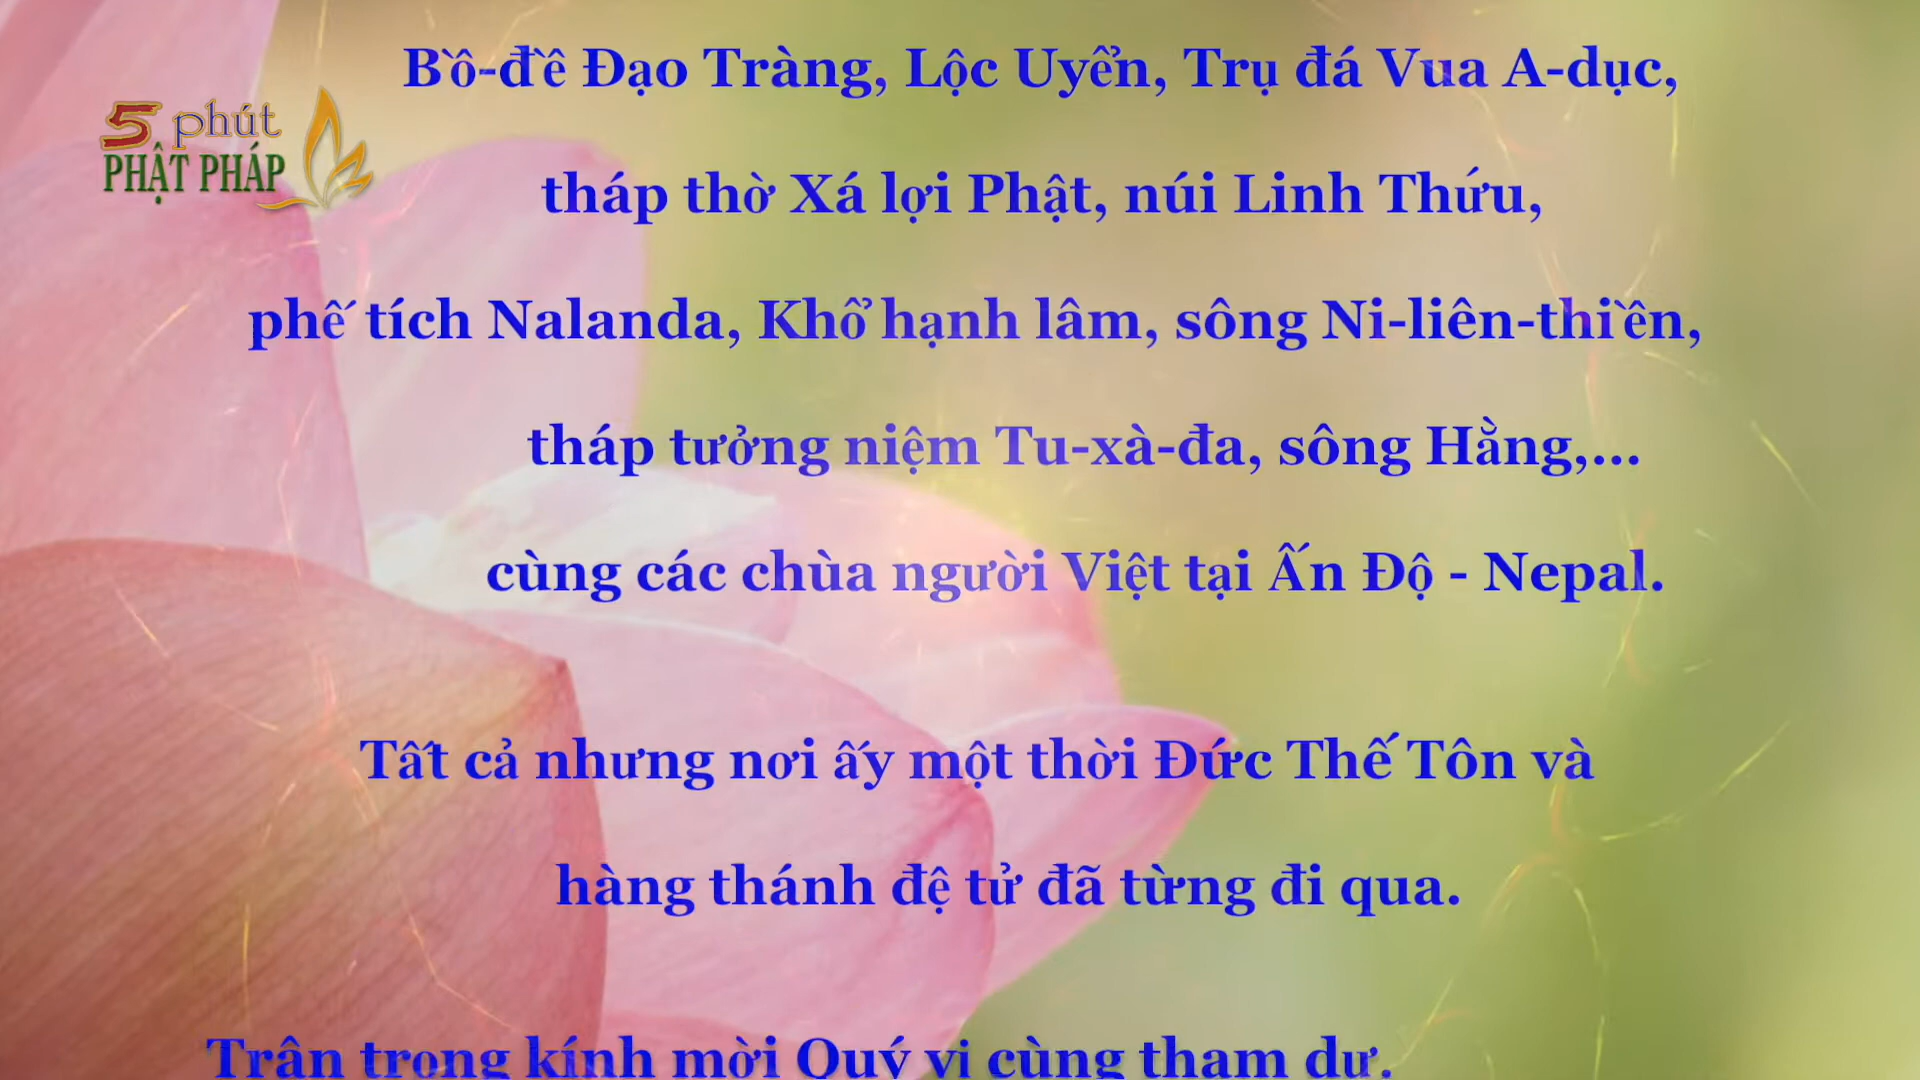 Bồ-đề Đạo Tràng, Lộc Uyển, Trụ đá Vua A-dục,
5 phút
PHẬT PHÁP
tháp thờ Xá lợi Phật, núi Linh Thứu,
phế tích Nalanda, Khổ hạnh lâm, sông Ni-liên-thiền,
tháp tưởng niệm Tu-xà-đa, sông Hằng,...
cùng các chùa người Việt tại Ấn Độ - Nepal.
Tất cả nhưng nơi ấy một thời Đức Thế Tôn và
hàng thánh đệ tử đã từng đi qua.
Trân trọng kính mời Quý vị cùng tham dự.